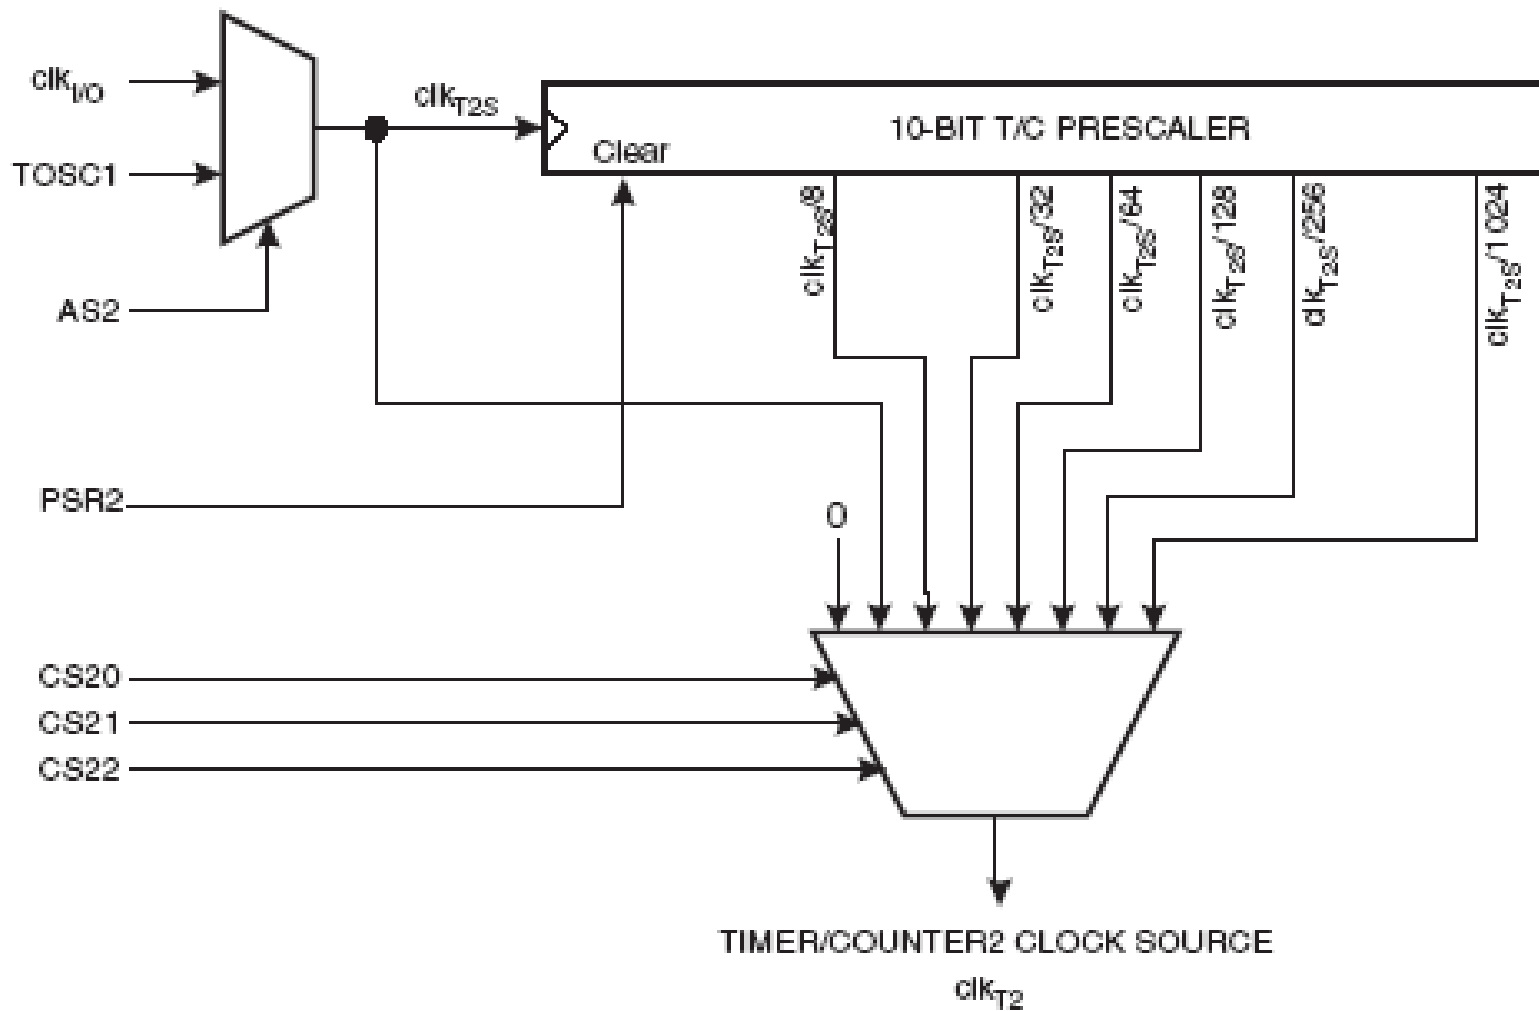 clkI/O
TOSC1
AS2
clkT2S
10-BIT T/C PRESCALER
Clear
clkT2S/8
clkT2S/32
clkT2S/64
clkT2S/128
clkT2S/256
clkT2S/1024
PSR2
0
CS20
CS21
CS22
TIMER/COUNTER2 CLOCK SOURCE
clkT2